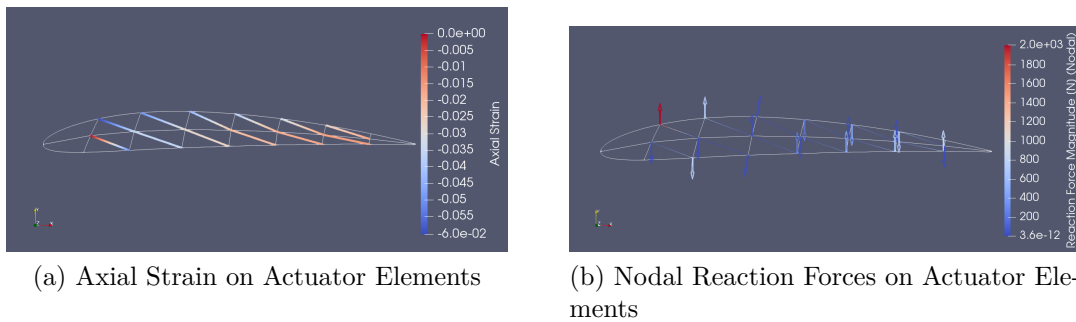 0.0e+00
-0.005
-0.01
-0.015
-0.02
-0.025
-0.03
-0.035
-0.04
-0.045
-0.05
-0.055
-6.0e-02
Axial Strain
2.0e+03
1800
1600
1400
1200
1000
800
600
400
200
3.6e-12
Reaction Force Magnitude (N) (Nodal)
(a) Axial Strain on Actuator Elements
(b) Nodal Reaction Forces on Actuator Ele-
ments